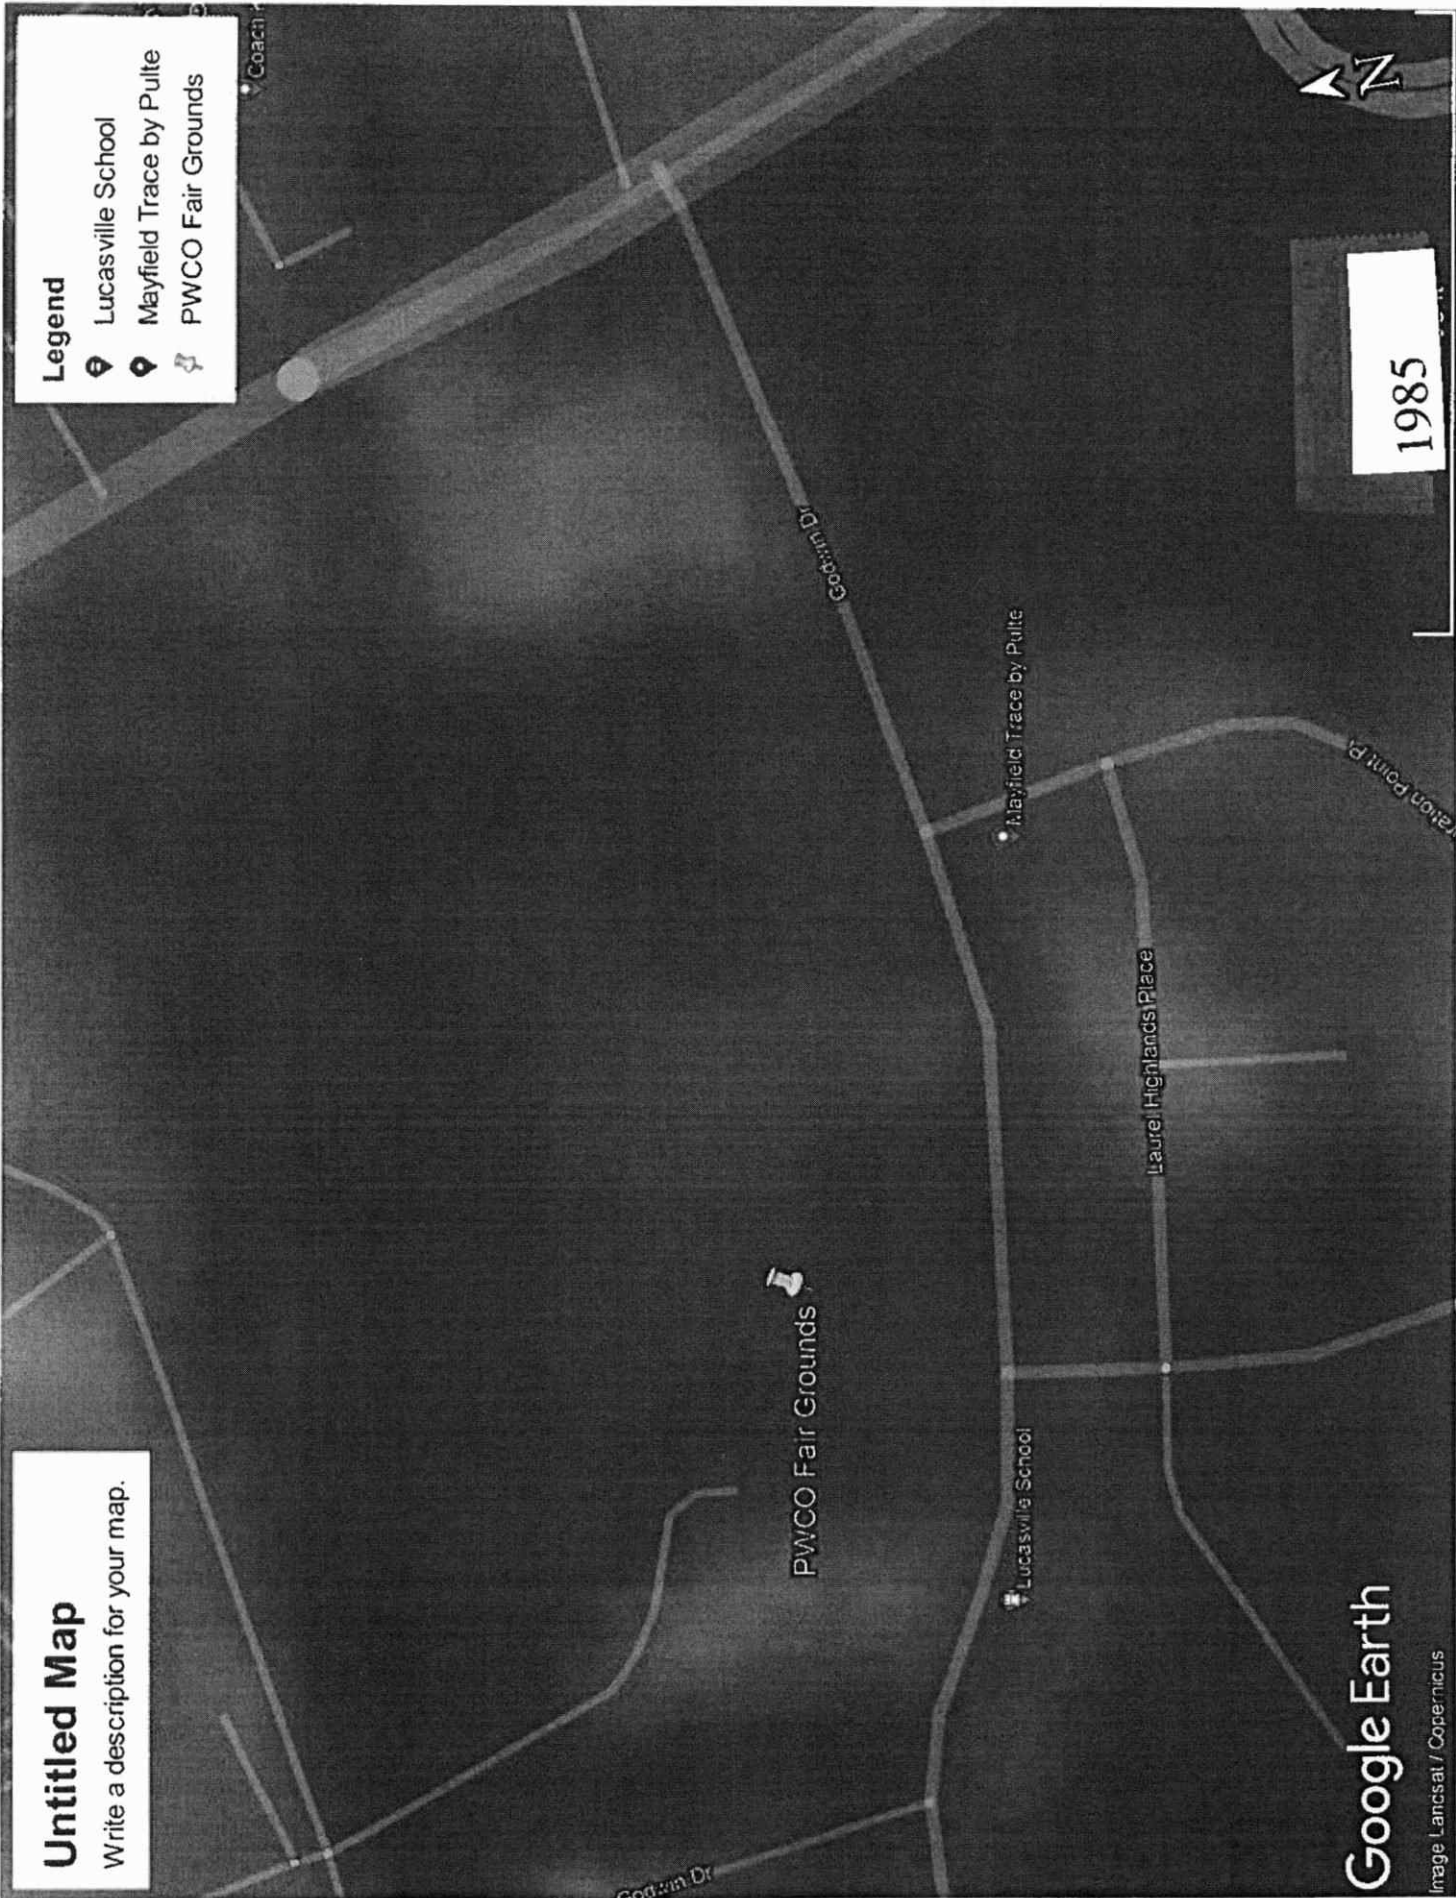 Untitled Map
Write a description for your map.
Legend
Lucasville School
Mayfield Trace by Pulte
PWCO Fair Grounds
Godwin Dr
Mayfield Trace by Pulte
PWCO Fair Grounds
Lucasville School
Laurel Highlands Place
Godwin Dr
1985
N
Google Earth
Image Landsat / Copernicus